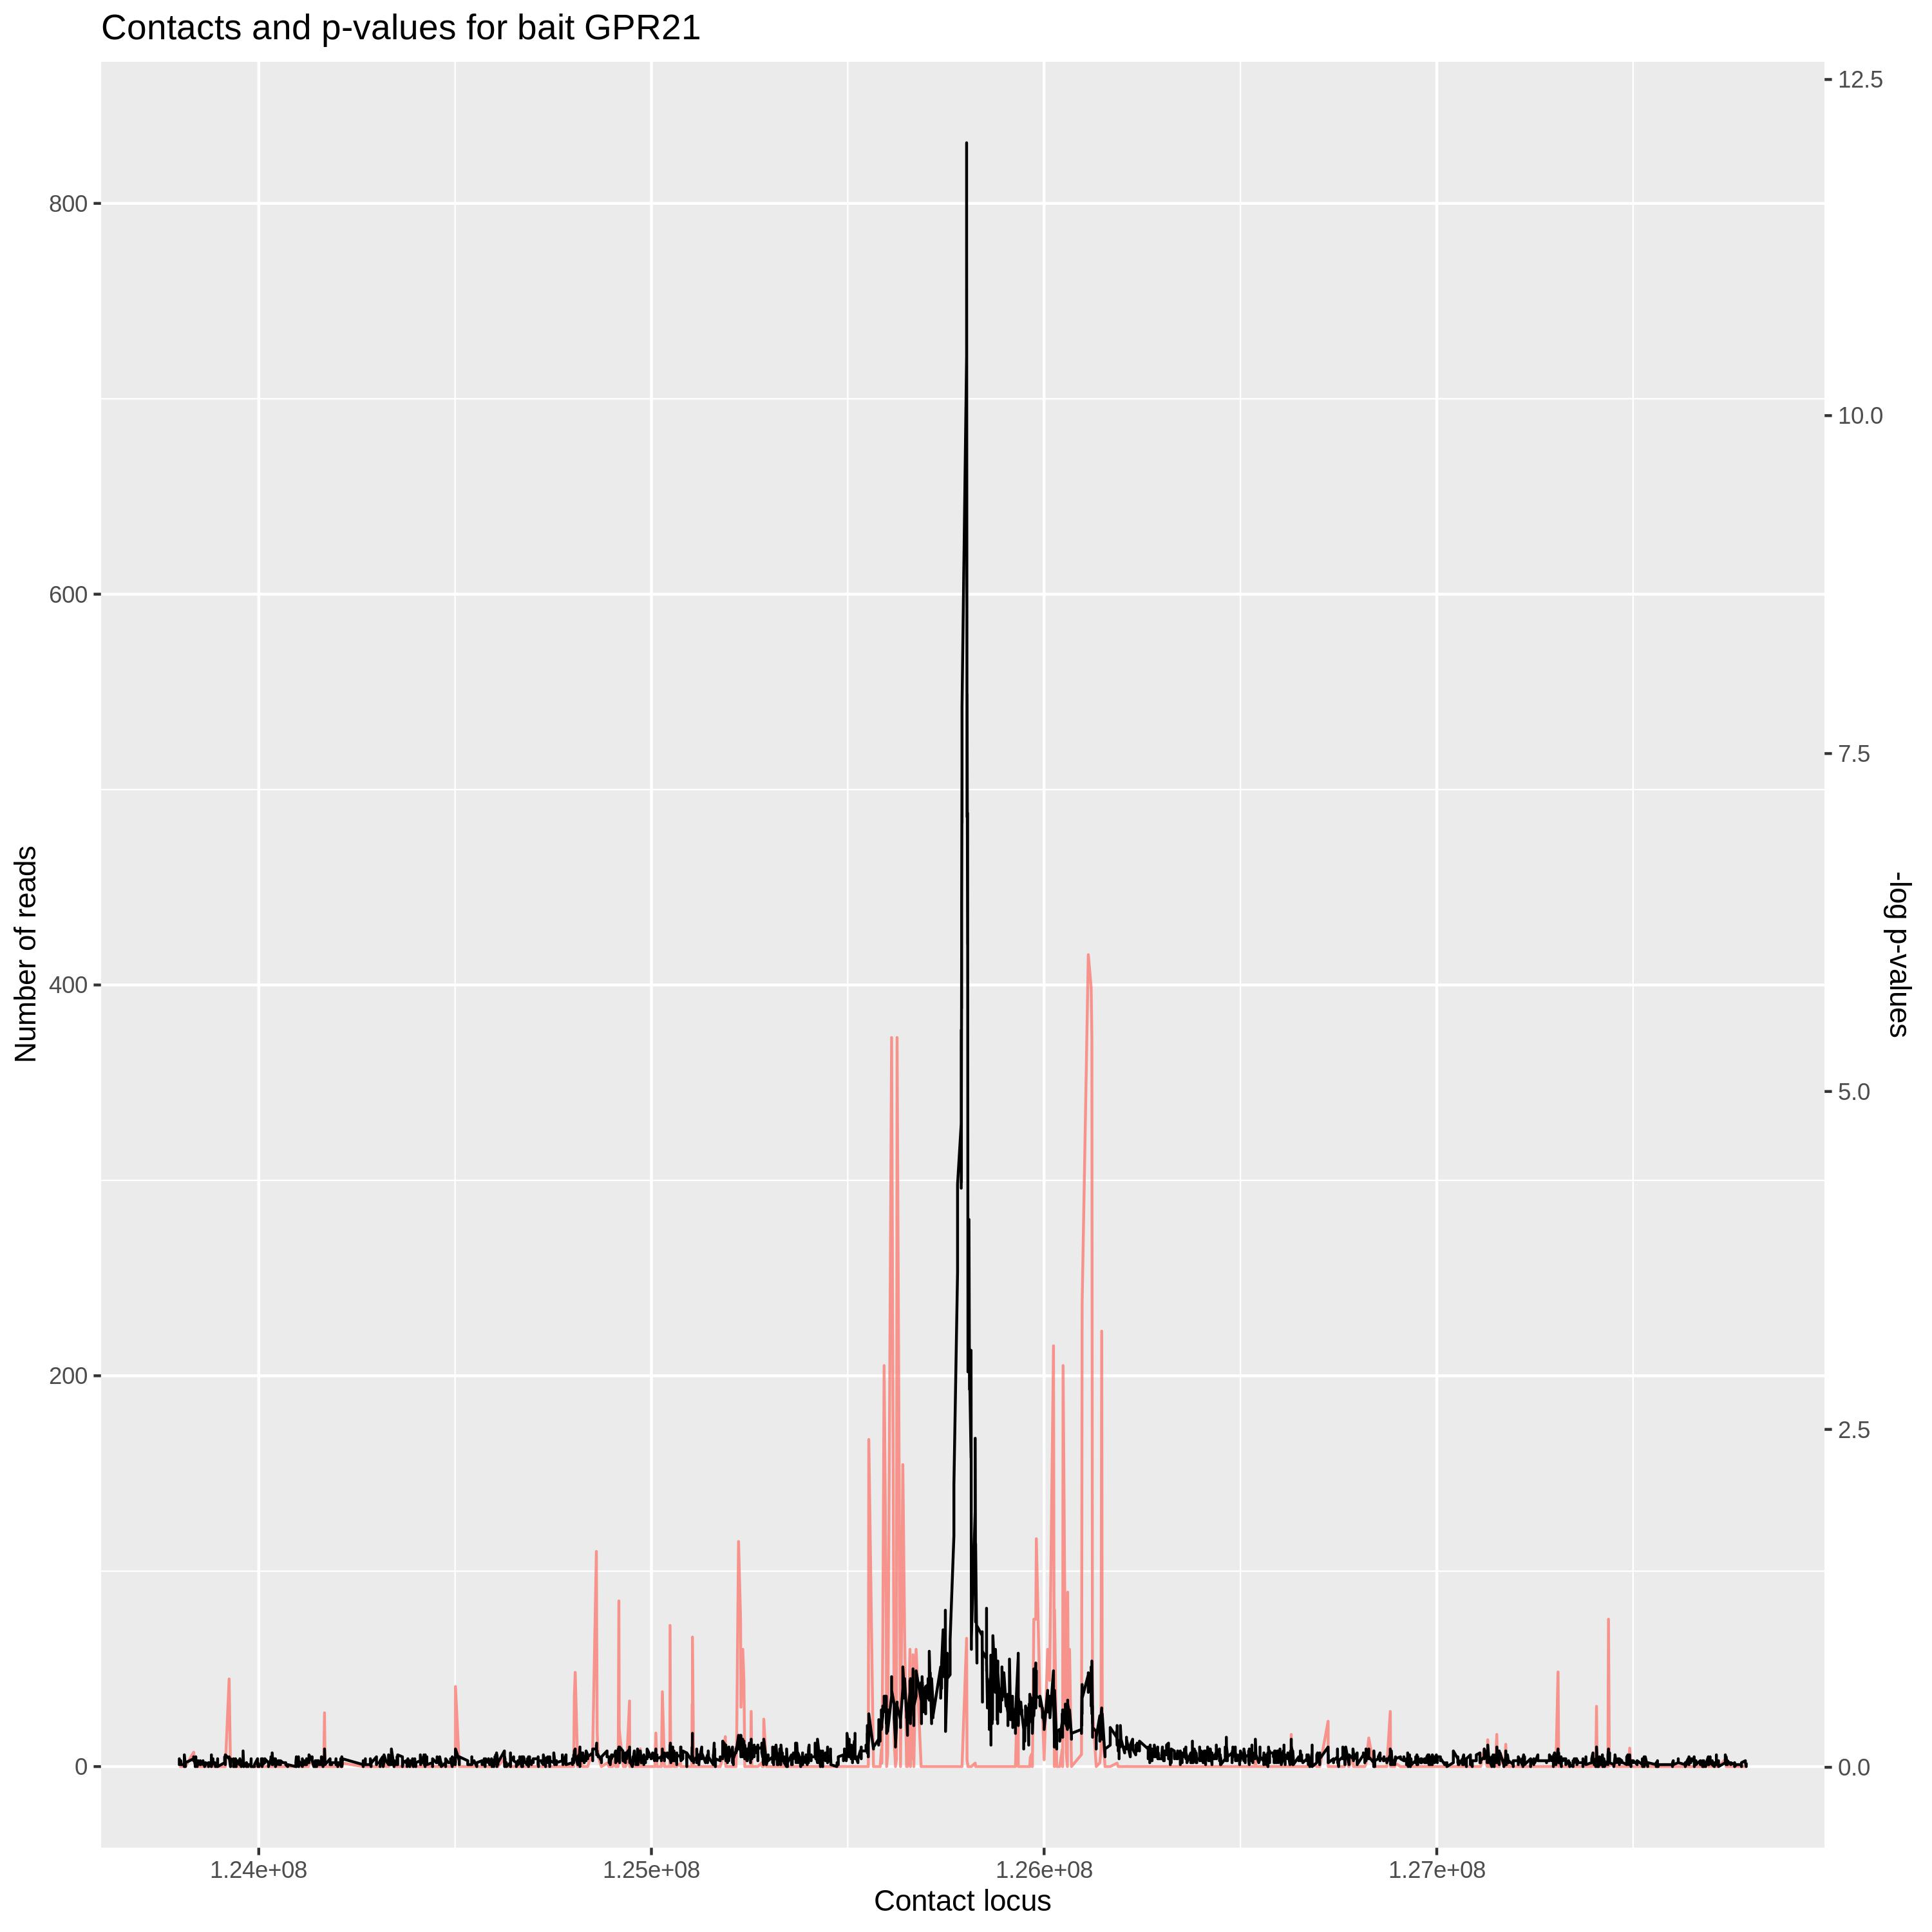 Contacts and p-values for bait GPR21
Number of reads
800
600
400
200
0
12.5
10.0
7.5
5.0
2.5
0.0
-log p-values
1.24e+08
1.25e+08
1.26e+08
1.27e+08
Contact locus